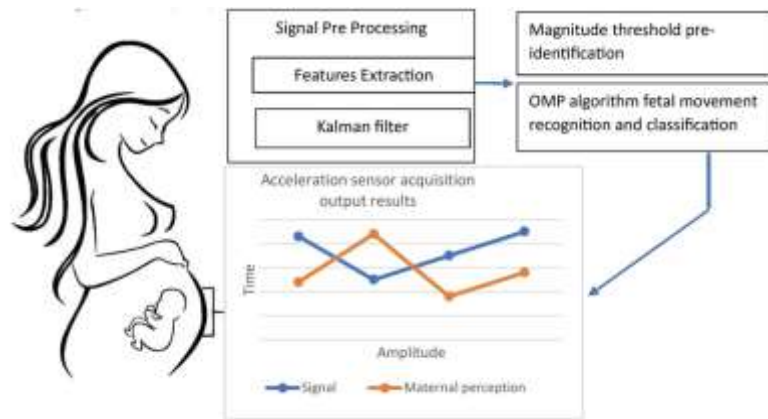 Signal Pre Processing
Features Extraction
Kalman filter
Magnitude threshold pre-
identification
OMP algorithm fetal movement
recognition and classification
Acceleration sensor acquisition
output results
Time
Amplitude
Signal
Maternal perception